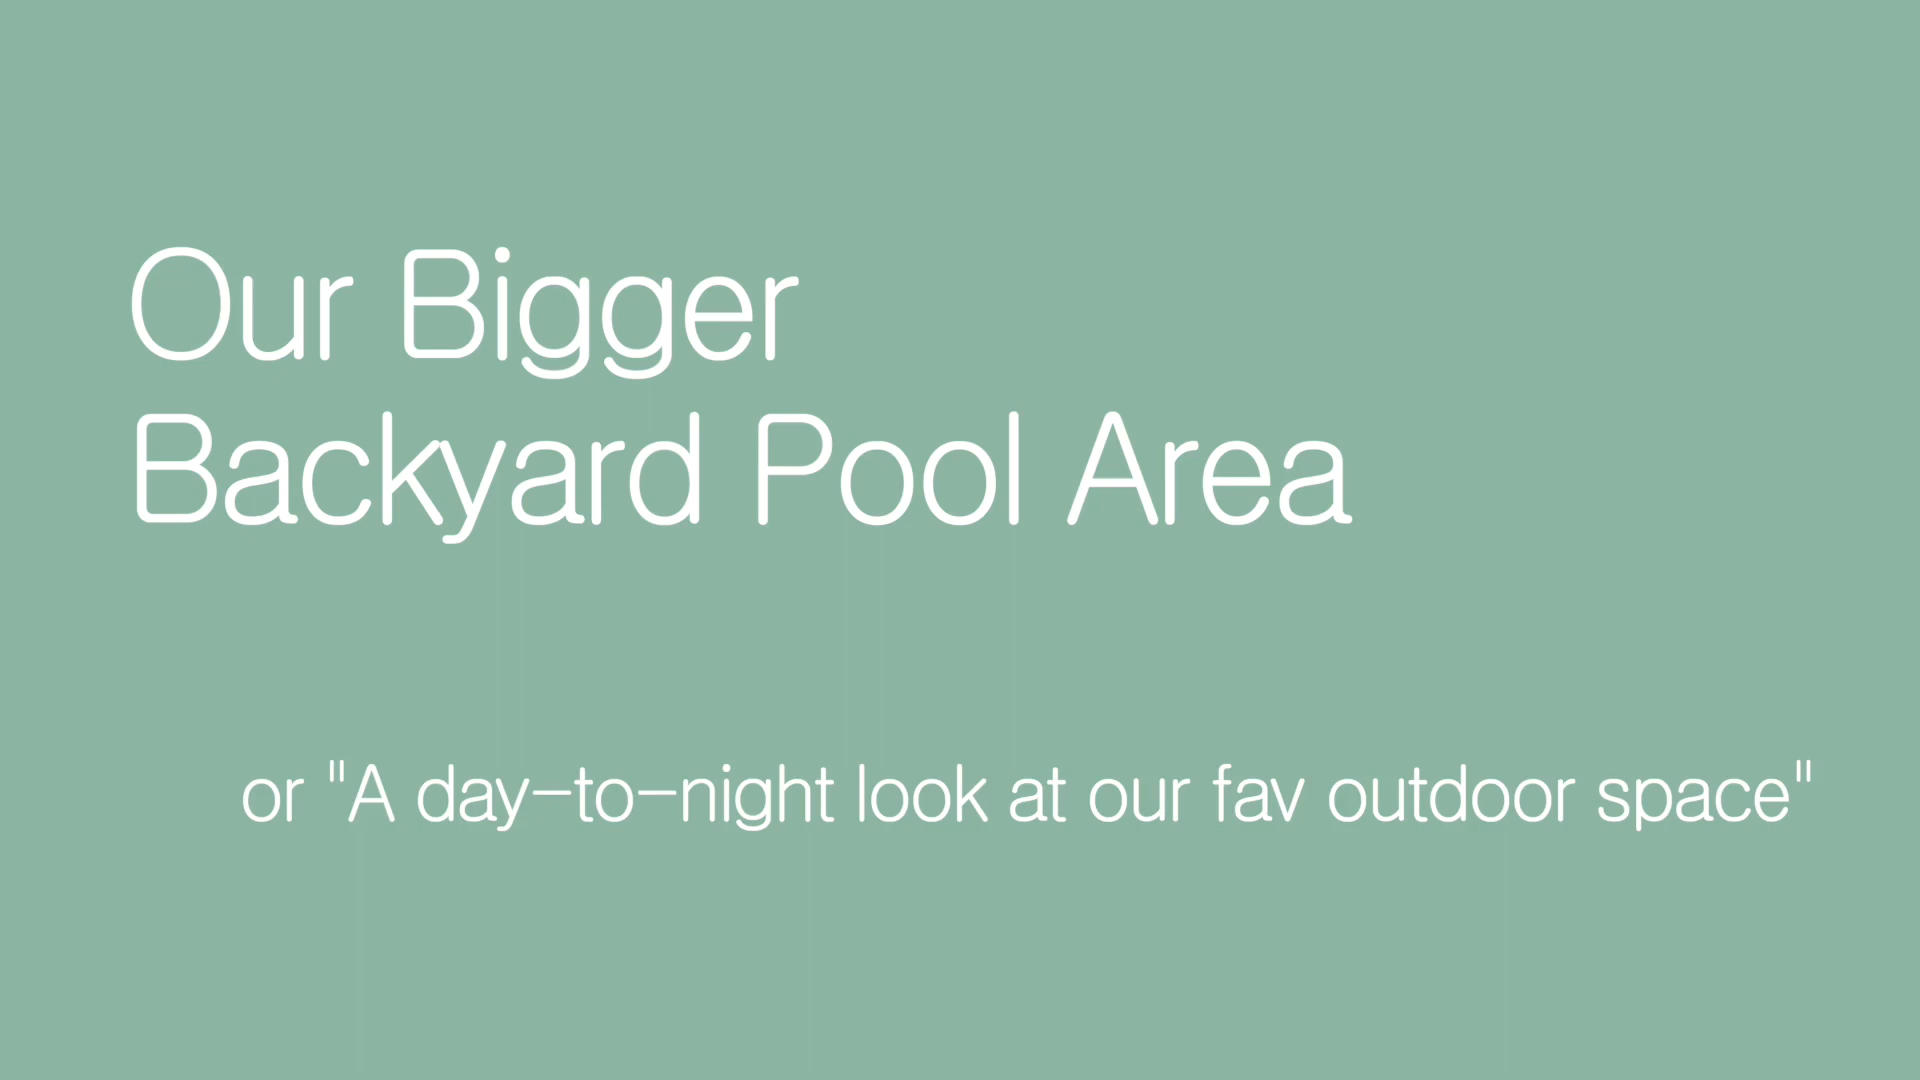 Our Bigger
Backyard Pool Area
or "A day-to-night look at our fav outdoor space"